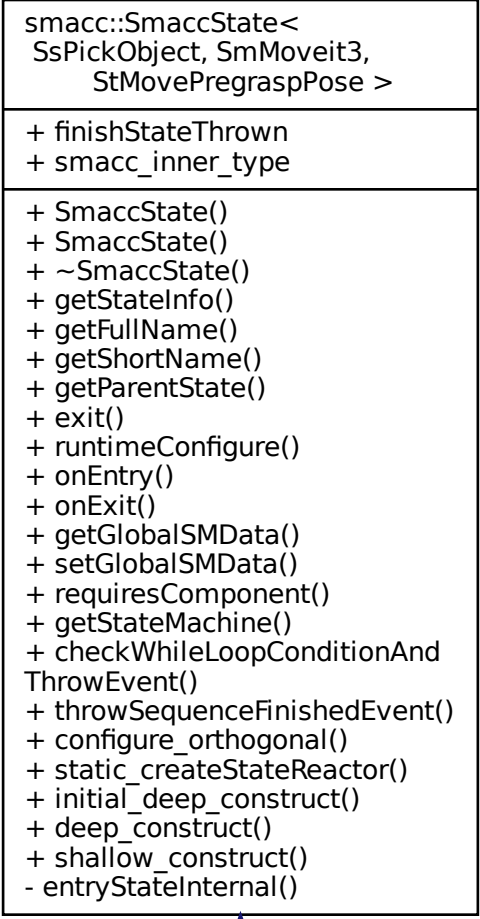 smacc::SmaccState<
SsPickObject, SmMoveit3,
StMovePregraspPose >
+ finishStateThrown
+ smacc_inner_type
+ SmaccState()
+ SmaccState()
+ ~SmaccState()
+ getStateInfo()
+ getFullName()
+ getShortName()
+ getParentState()
+ exit()
+ runtimeConfigure()
+ onEntry()
+ onExit()
+ getGlobalSMData()
+ setGlobalSMData()
+ requiresComponent()
+ getStateMachine()
+ checkWhileLoopConditionAnd
ThrowEvent()
+ throwSequenceFinishedEvent()
+ configure_orthogonal()
+ static_createStateReactor()
+ initial_deep_construct()
+ deep_construct()
+ shallow_construct()
- entryStateInternal()